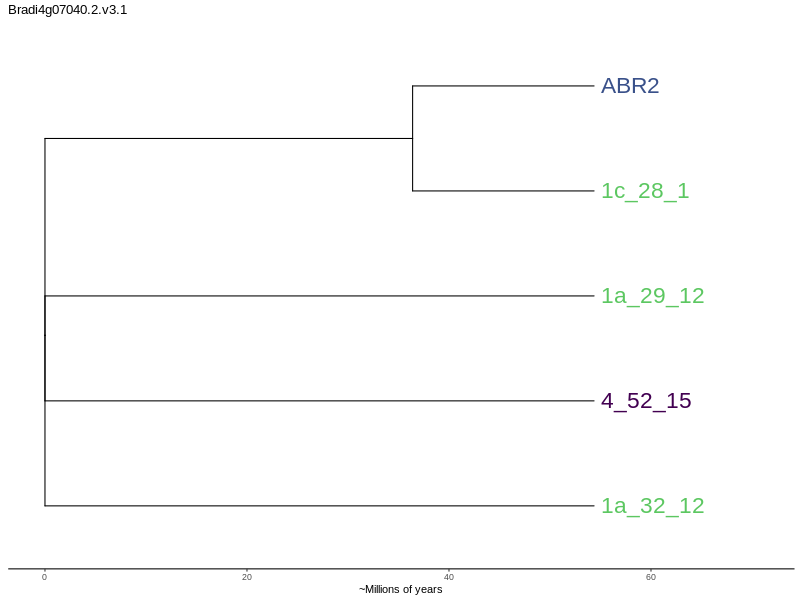 Bradi4g07040.2.v3.1
ABR2
1c_28_1
1a_29_12
4_52_15
1a_32_12
0 20 40 60
~Millions of years